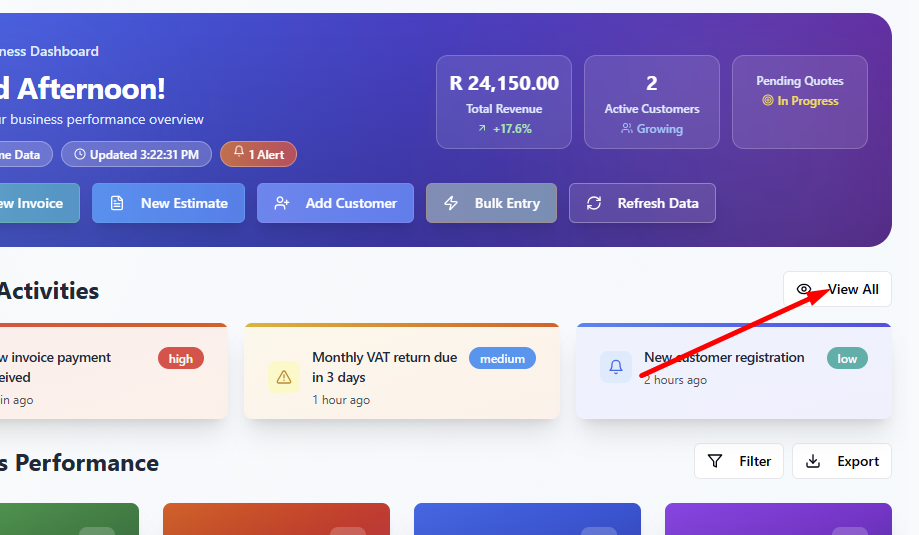 ness Dashboard
d Afternoon!
ur business performance overview
me Data
Updated 3:22:31 PM
1 Alert
R 24,150.00
Total Revenue
+17.6%
2
Active Customers
Growing
Pending Quotes
In Progress
ew Invoice
New Estimate
Add Customer
Bulk Entry
Refresh Data
Activities
View All
w invoice payment
eived
in ago
high
Monthly VAT return due
in 3 days
1 hour ago
medium
New customer registration
2 hours ago
low
s Performance
Filter
Export